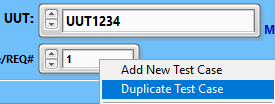 UUT: UUT1234
M
/REQ# 1
Add New Test Case
Duplicate Test Case